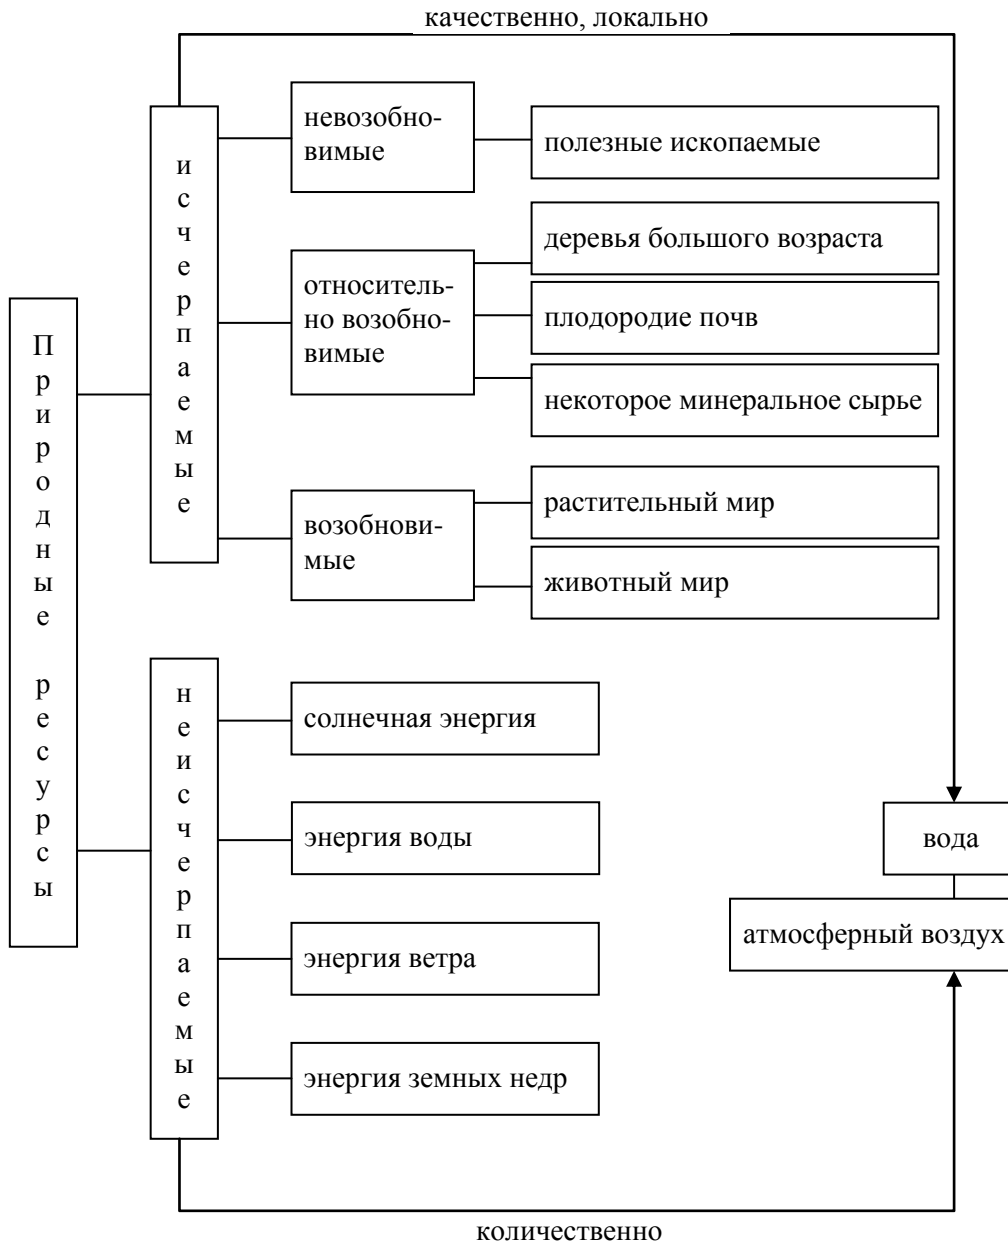 качественно, локально
Природные ресурсы
исчерпаемые
невозобно-
вимые
полезные ископаемые
относитель-
но возобно-
вимые
деревья большого возраста
плодородие почв
некоторое минеральное сырье
возобнови-
мые
растительный мир
животный мир
неисчерпаемые
солнечная энергия
энергия воды
энергия ветра
энергия земных недр
вода
атмосферный воздух
количественно